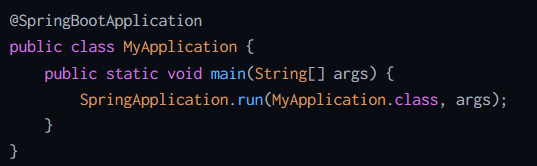 @SpringBootApplication
public class MyApplication {
    public static void main(String[] args) {
        SpringApplication.run(MyApplication.class, args);
    }
}